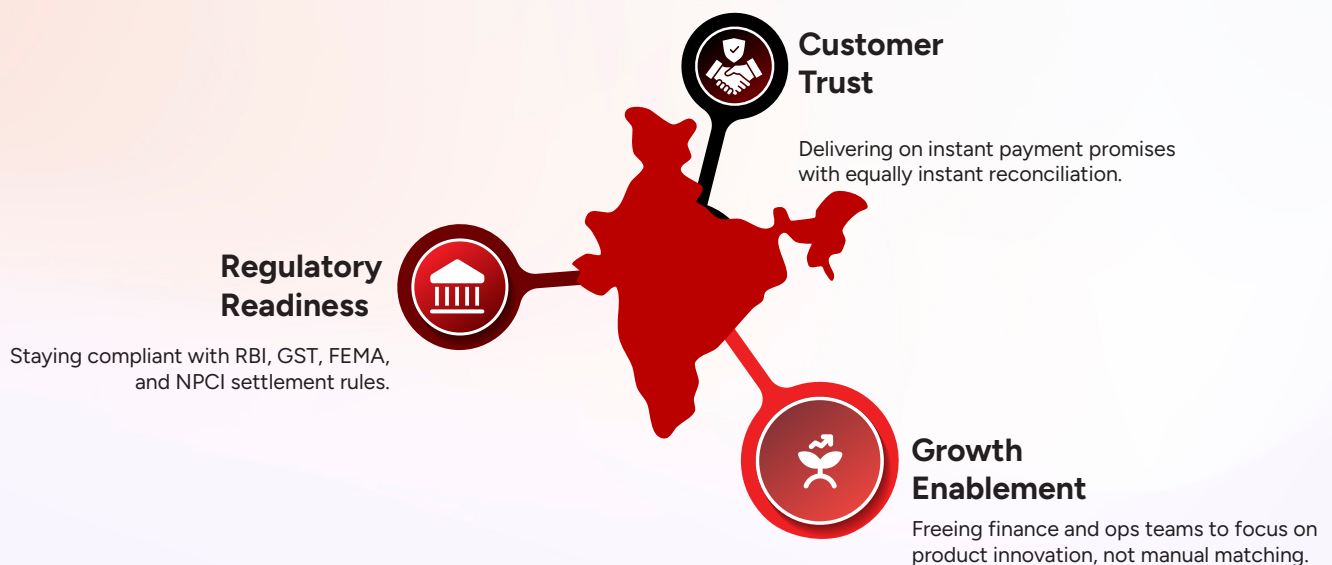 Customer
Trust
Delivering on instant payment promises
with equally instant reconciliation.
Regulatory
Readiness
Staying compliant with RBI, GST, FEMA,
and NPCI settlement rules.
Growth
Enablement
Freeing finance and ops teams to focus on
product innovation, not manual matching.